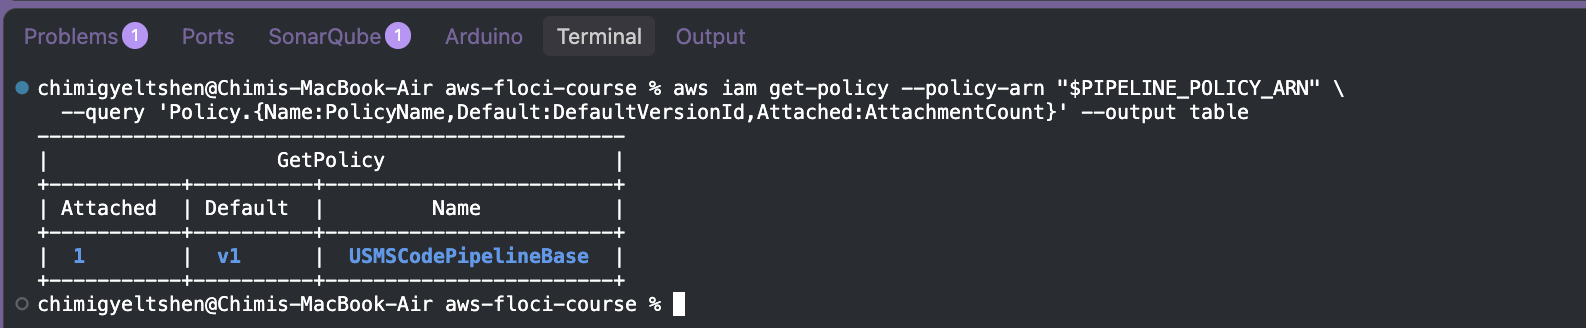 Problems 1 Ports SonarQube 1 Arduino Terminal Output
chimigyeltshen@Chimis-MacBook-Air aws-floci-course % aws iam get-policy --policy-arn "$PIPELINE_POLICY_ARN" \
  --query 'Policy.{Name:PolicyName,Default:DefaultVersionId,Attached:AttachmentCount}' --output table
-------------------------------------------------
|                   GetPolicy                   |
+-----------+----------+------------------------+
| Attached  | Default  |         Name           |
+-----------+----------+------------------------+
|  1        |  v1      |  USMSCodePipelineBase  |
+-----------+----------+------------------------+
chimigyeltshen@Chimis-MacBook-Air aws-floci-course %